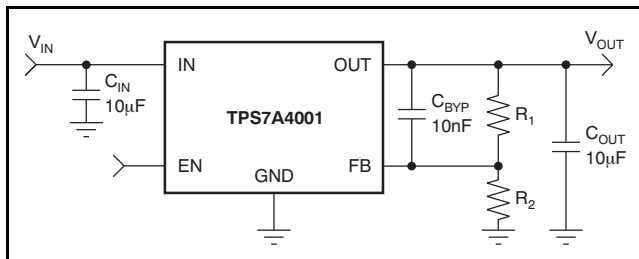 V_IN
IN
C_IN
10μF
EN
TPS7A4001
GND
OUT
FB
C_BYP
10nF
R_1
R_2
V_OUT
C_OUT
10μF